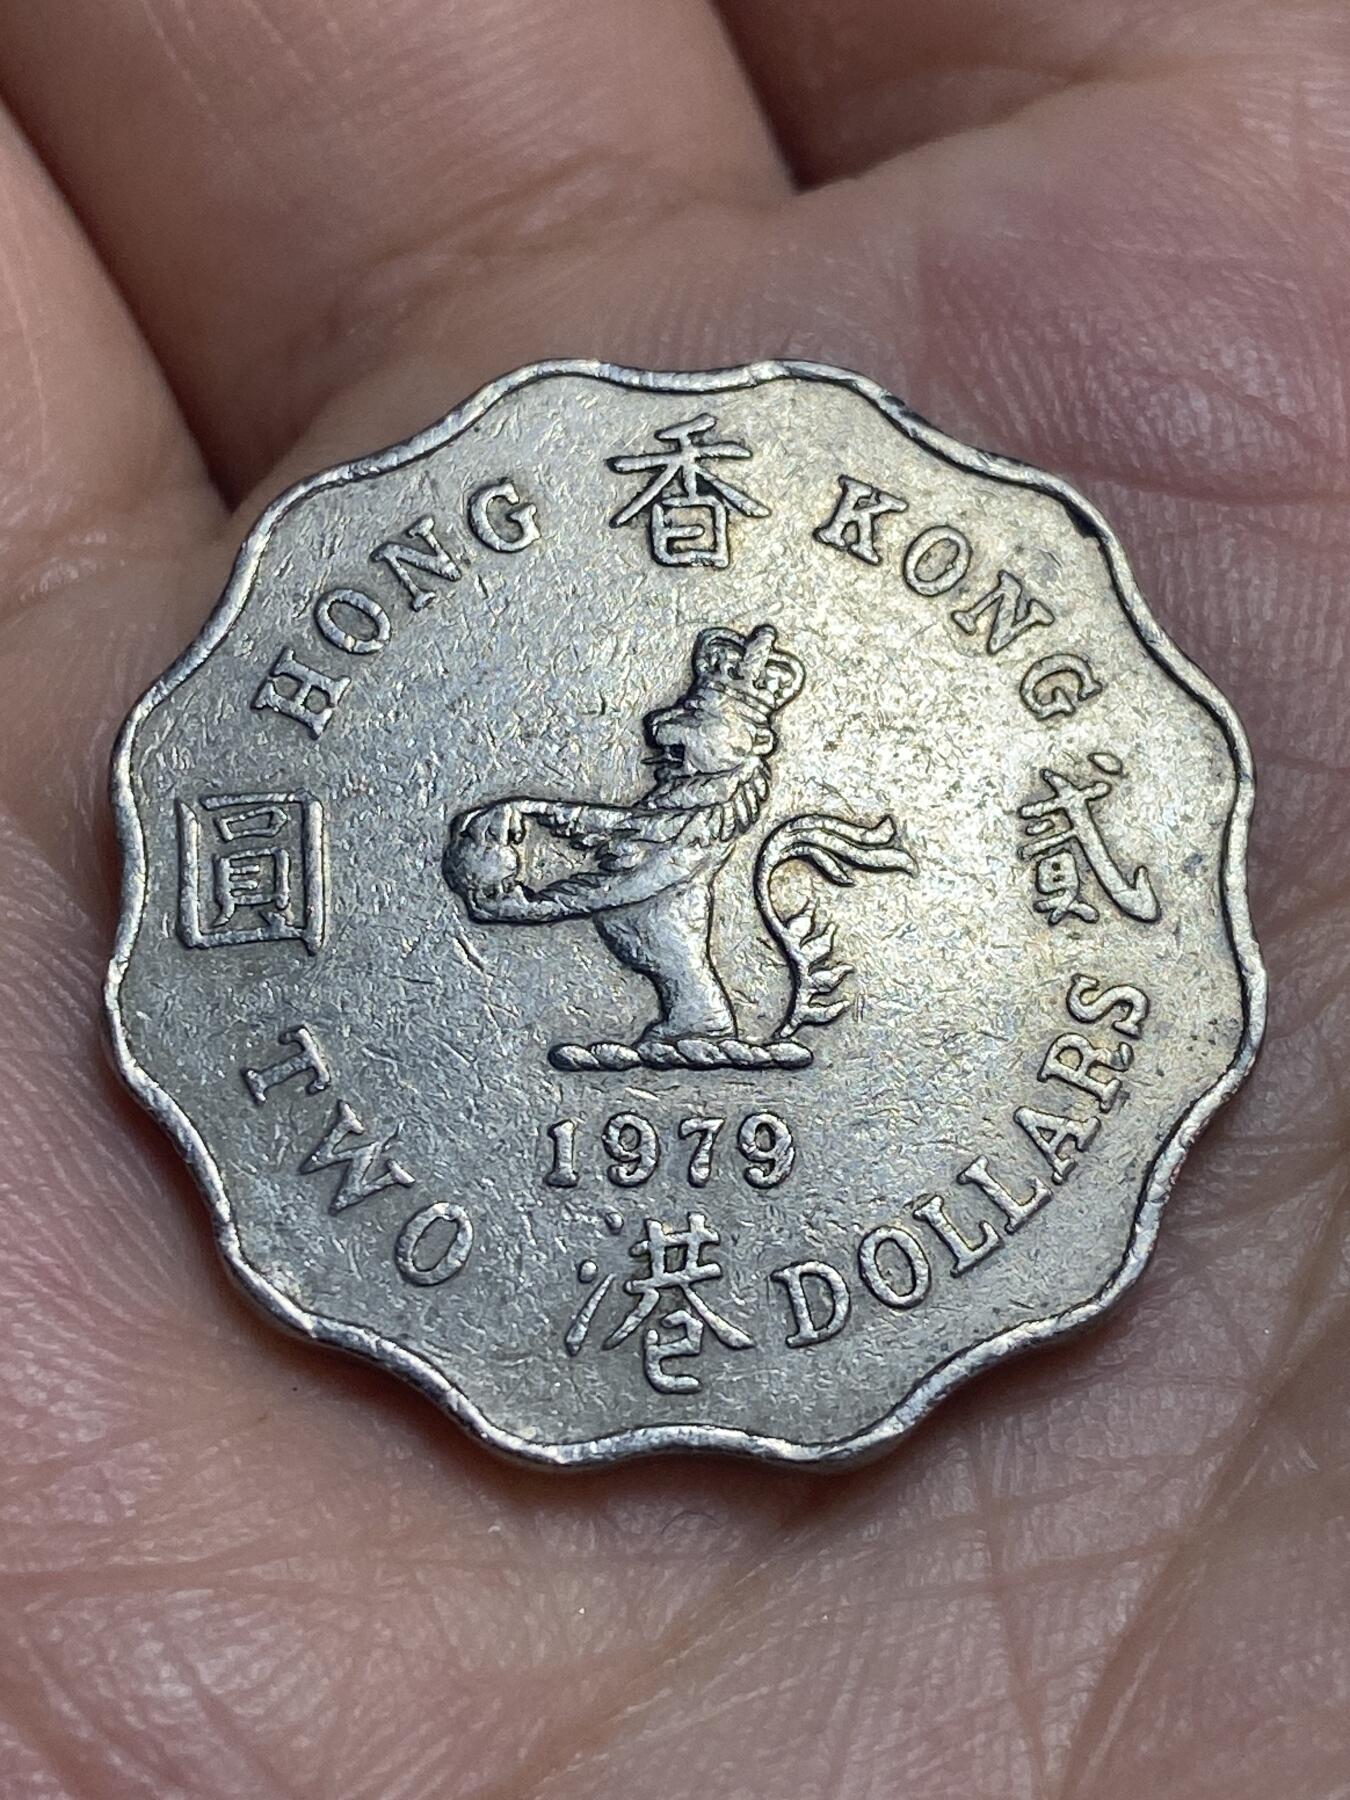 HONG KONG
香
港
貳
圓
1979
TWO DOLLARS